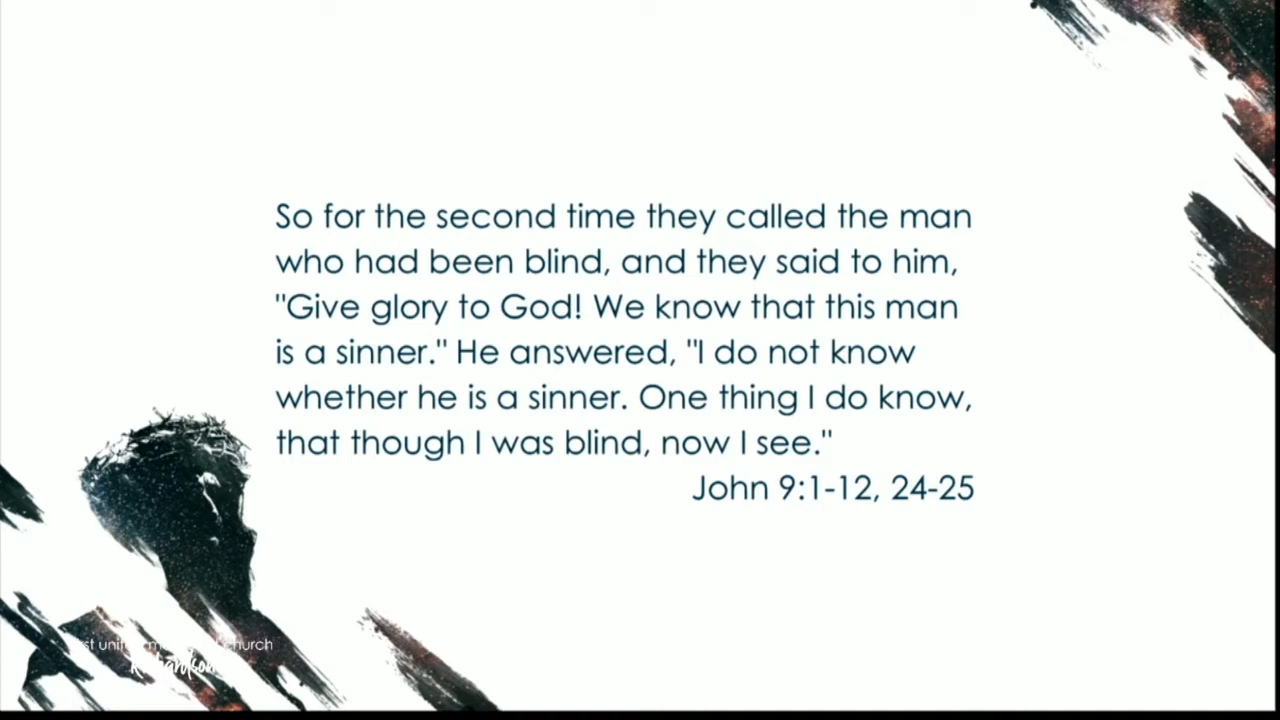 So for the second time they called the man
who had been blind, and they said to him,
"Give glory to God! We know that this man
is a sinner." He answered, "I do not know
whether he is a sinner. One thing I do know,
that though I was blind, now I see."
John 9:1-12, 24-25
church
Richardson